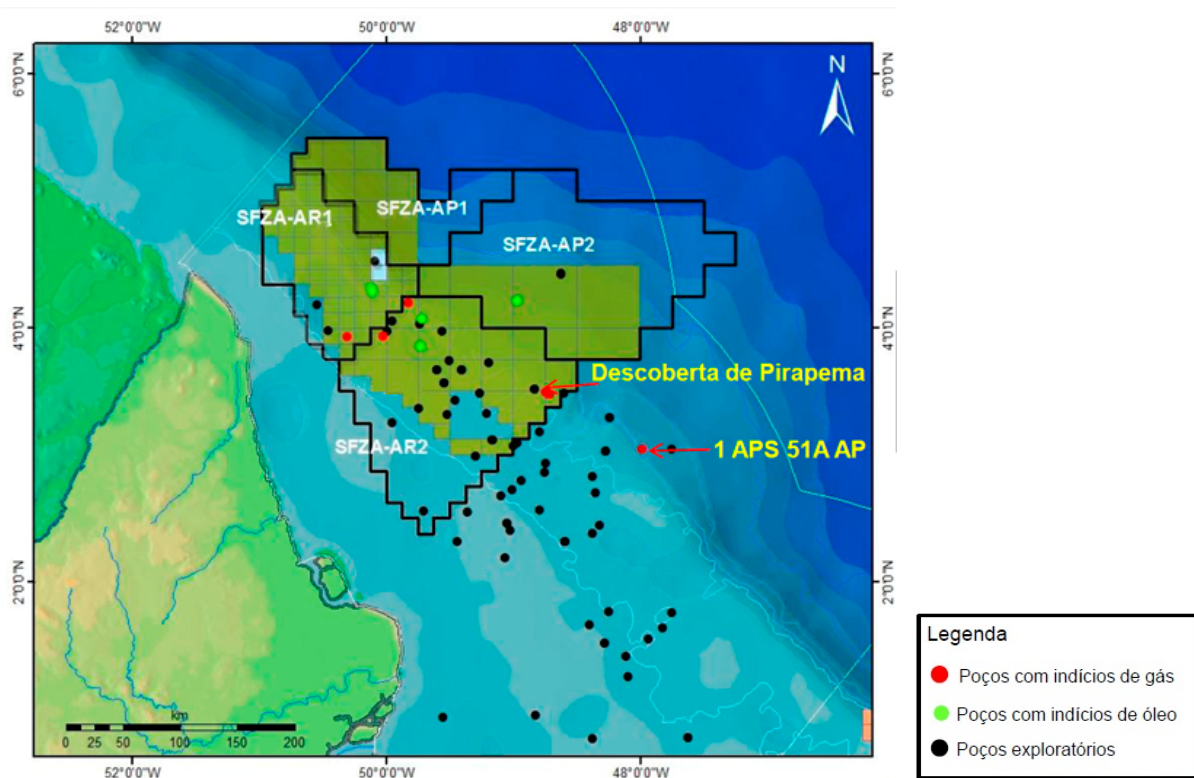 52°0'0"W 50°0'0"W 48°0'0"W
6°0'0"N 6°0'0"N
N
SFZA-AR1
SFZA-AP1
SFZA-AP2
4°0'0"N 4°0'0"N
Descoberta de Pirapema
SFZA-AR2
1 APS 51A AP
2°0'0"N 2°0'0"N
km
0 25 50 100 150 200
52°0'0"W 50°0'0"W 48°0'0"W
Legenda
Poços com indícios de gás
Poços com indícios de óleo
Poços exploratórios